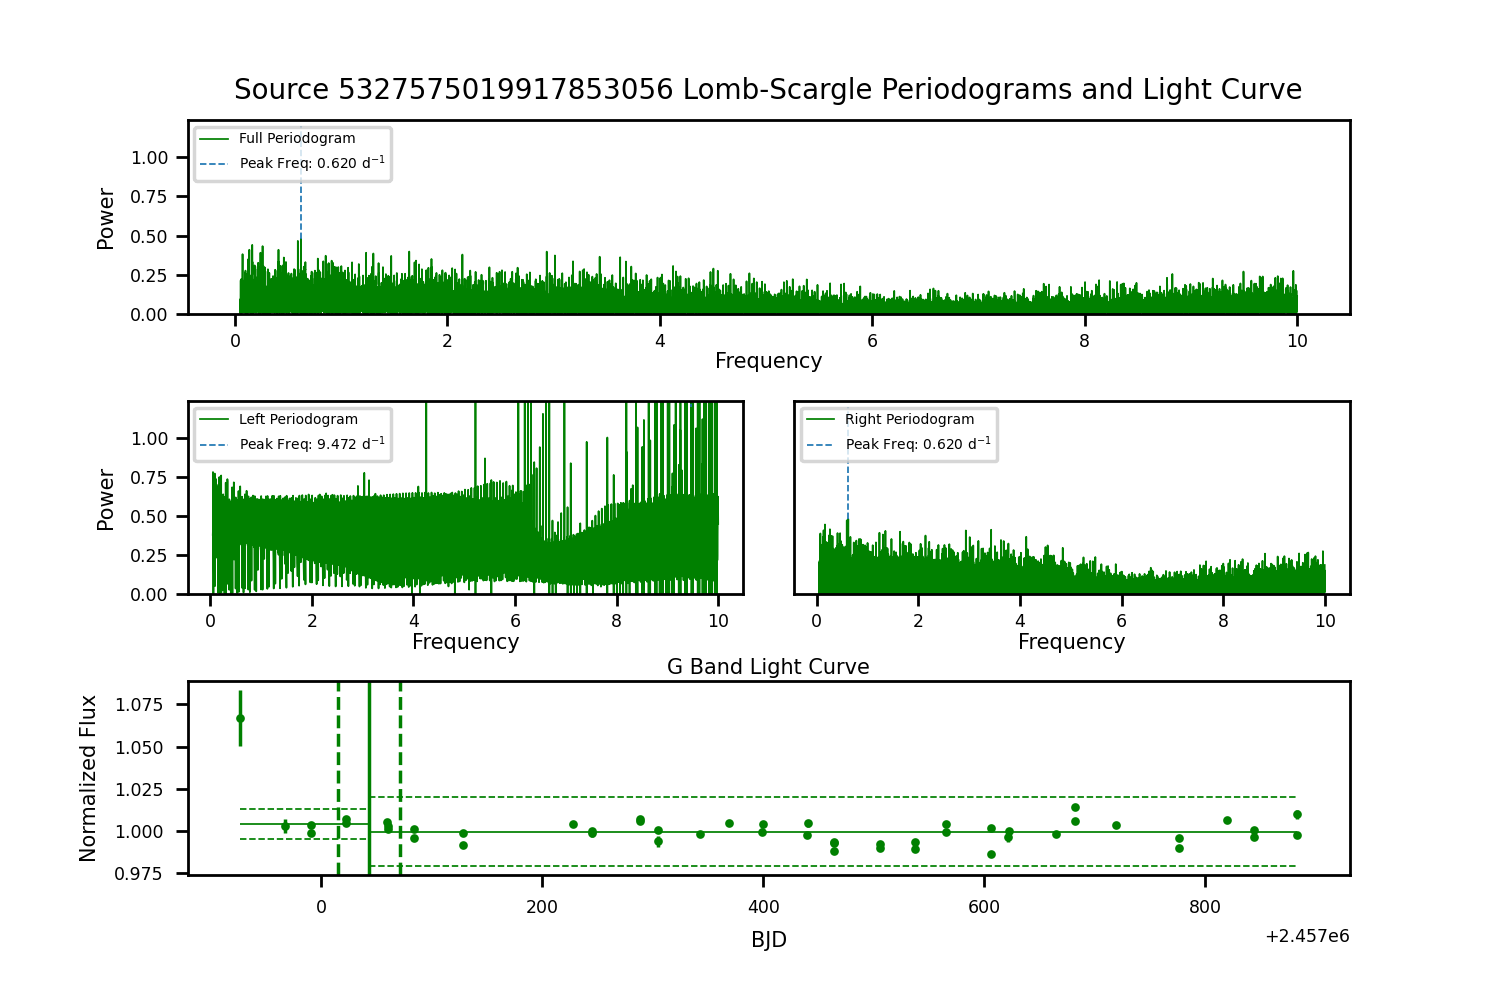 Source 5327575019917853056 Lomb-Scargle Periodograms and Light Curve
Full Periodogram
Peak Freq: 0.620 d⁻¹
Power
1.00
0.75
0.50
0.25
0.00
0 2 4 6 8 10
Frequency
Left Periodogram
Peak Freq: 9.472 d⁻¹
Power
1.00
0.75
0.50
0.25
0.00
0 2 4 6 8 10
Frequency
Right Periodogram
Peak Freq: 0.620 d⁻¹
0 2 4 6 8 10
Frequency
G Band Light Curve
Normalized Flux
1.075
1.050
1.025
1.000
0.975
0 200 400 600 800
BJD
+2.457e6